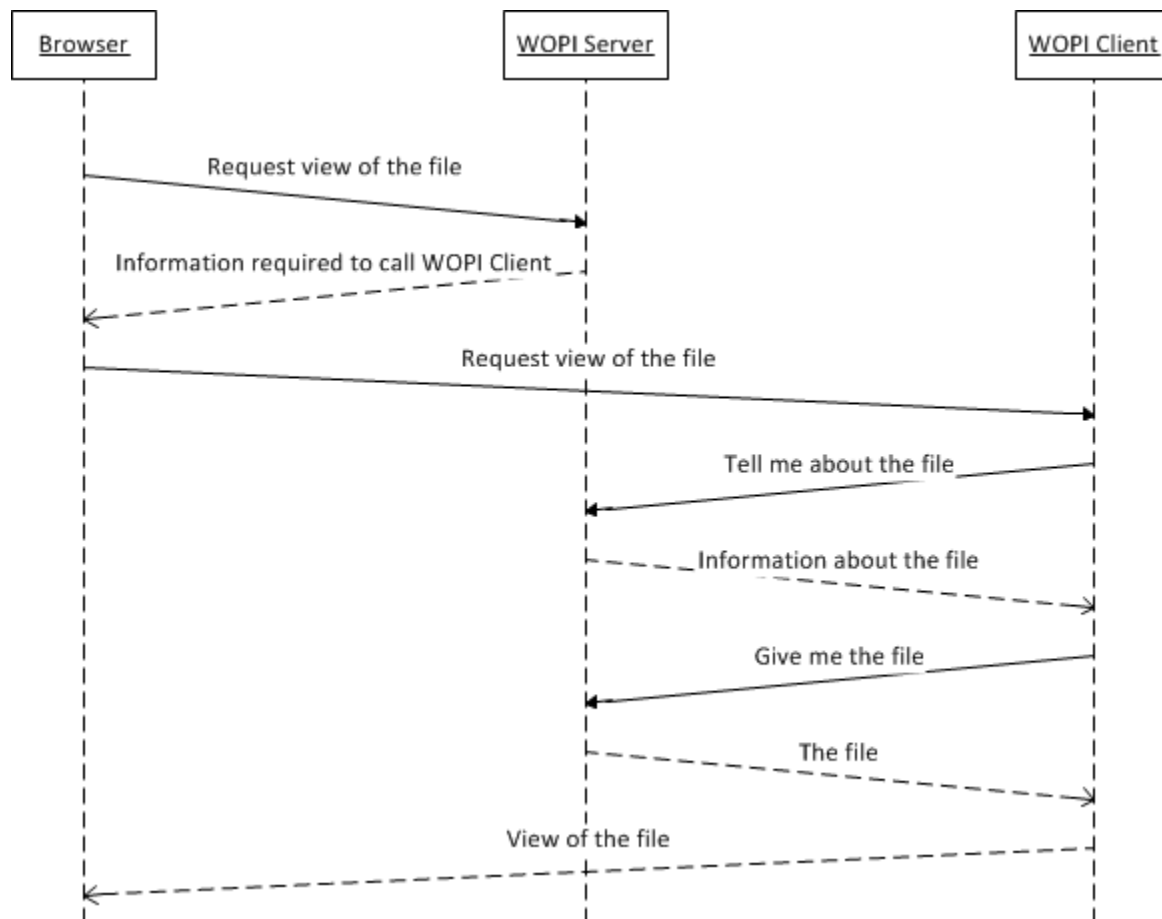 Browser
WOPI Server
WOPI Client
Request view of the file
Information required to call WOPI Client
Request view of the file
Tell me about the file
Information about the file
Give me the file
The file
View of the file